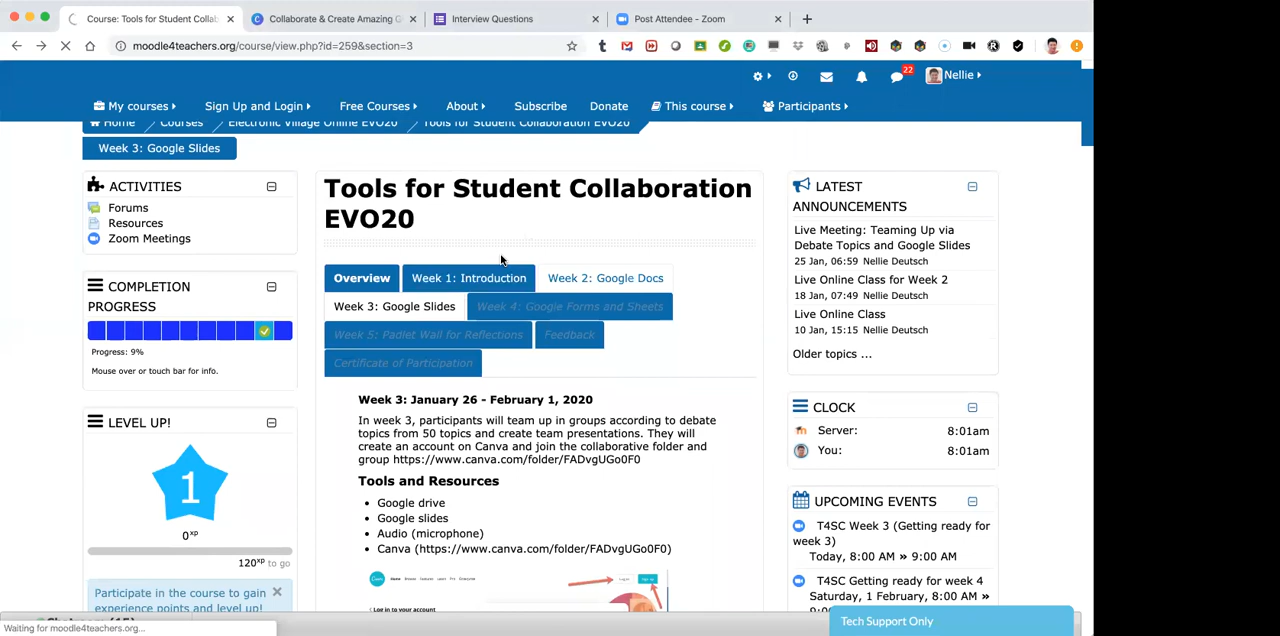 Course: Tools for Student Collab
Collaborate & Create Amazing G
Interview Questions
Post Attendee - Zoom
moodle4teachers.org/course/view.php?id=259&section=3
22
Nellie
My courses
Sign Up and Login
Free Courses
About
Subscribe
Donate
This course
Participants
Home
Courses
Electronic Village Online EVO20
Tools for Student Collaboration EVO20
Week 3: Google Slides
ACTIVITIES
Forums
Resources
Zoom Meetings
COMPLETION
PROGRESS
Progress: 9%
Mouse over or touch bar for info.
LEVEL UP!
1
0xp
120xp to go
Participate in the course to gain
experience points and level up!
Tools for Student Collaboration
EVO20
Overview
Week 1: Introduction
Week 2: Google Docs
Week 3: Google Slides
Week 4: Google Forms and Sheets
Week 5: Padlet Wall for Reflections
Feedback
Certificate of Participation
Week 3: January 26 - February 1, 2020
In week 3, participants will team up in groups according to debate
topics from 50 topics and create team presentations. They will
create an account on Canva and join the collaborative folder and
group https://www.canva.com/folder/FADvgUGo0F0
Tools and Resources
• Google drive
• Google slides
• Audio (microphone)
• Canva (https://www.canva.com/folder/FADvgUGo0F0)
Log in to your account
LATEST
ANNOUNCEMENTS
Live Meeting: Teaming Up via
Debate Topics and Google Slides
25 Jan, 06:59 Nellie Deutsch
Live Online Class for Week 2
18 Jan, 07:49 Nellie Deutsch
Live Online Class
10 Jan, 15:15 Nellie Deutsch
Older topics ...
CLOCK
Server: 8:01am
You: 8:01am
UPCOMING EVENTS
T4SC Week 3 (Getting ready for
week 3)
Today, 8:00 AM » 9:00 AM
T4SC Getting ready for week 4
Saturday, 1 February, 8:00 AM »
Tech Support Only
Waiting for moodle4teachers.org...